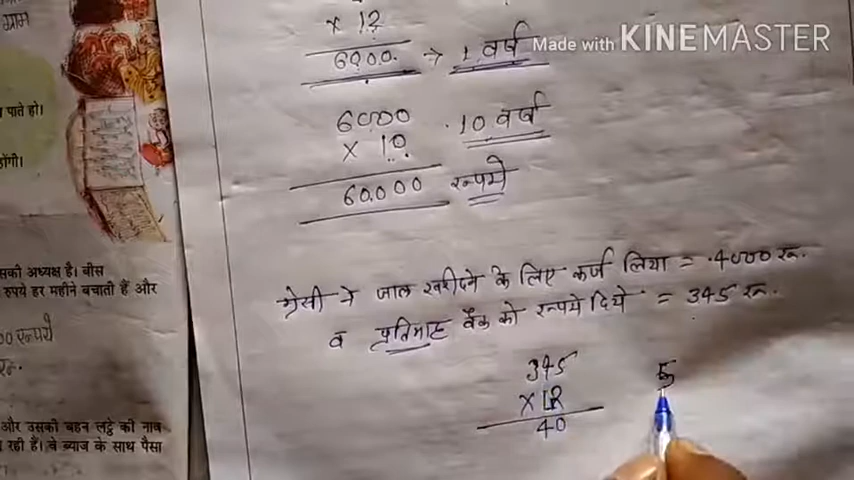 ग्राम
पाते हो।
ोंगी।
सकी अध्यक्ष है। बीस
रुपये हर महीने बचाती हैं और
00 रूपये
रू.
और उसकी बहन लट्ठे की नाव
रही हैं। वे ब्याज के साथ पैसा
x 12
6000. → 1 वर्ष
Made with KINEMASTER
6000 10 वर्ष
x 10
60,000 रूपये
ग्रेसी ने जाल खरीदने के लिए कर्ज लिया = 4000 रू.
व प्रतिमाह बैंक को रूपये दिये = 345 रू.
345 5
x 12
40